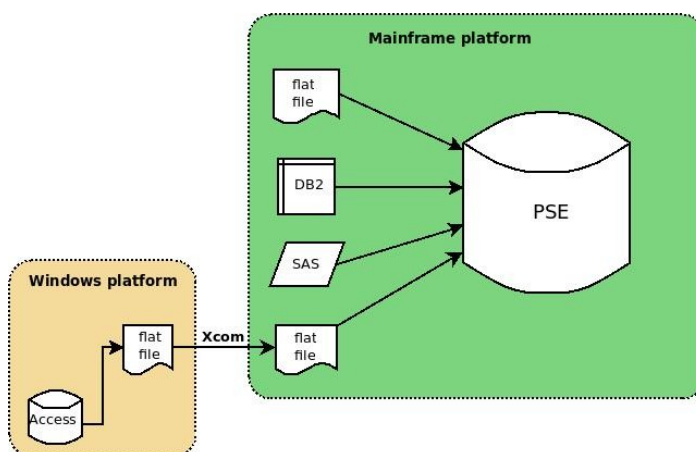 Mainframe platform
flat
file
DB2
PSE
SAS
Windows platform
flat
file
Xcom
flat
file
Access